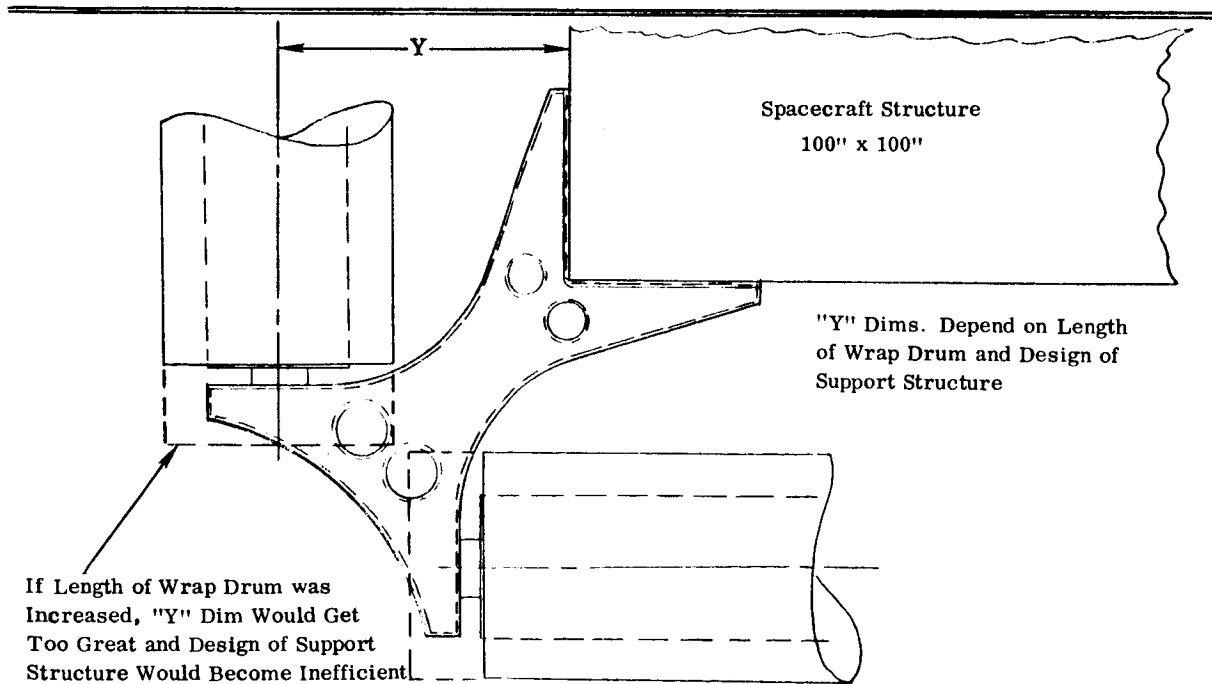 Y
Spacecraft Structure
100" x 100"
"Y" Dims. Depend on Length
of Wrap Drum and Design of
Support Structure
If Length of Wrap Drum was
Increased, "Y" Dim Would Get
Too Great and Design of Support
Structure Would Become Inefficient